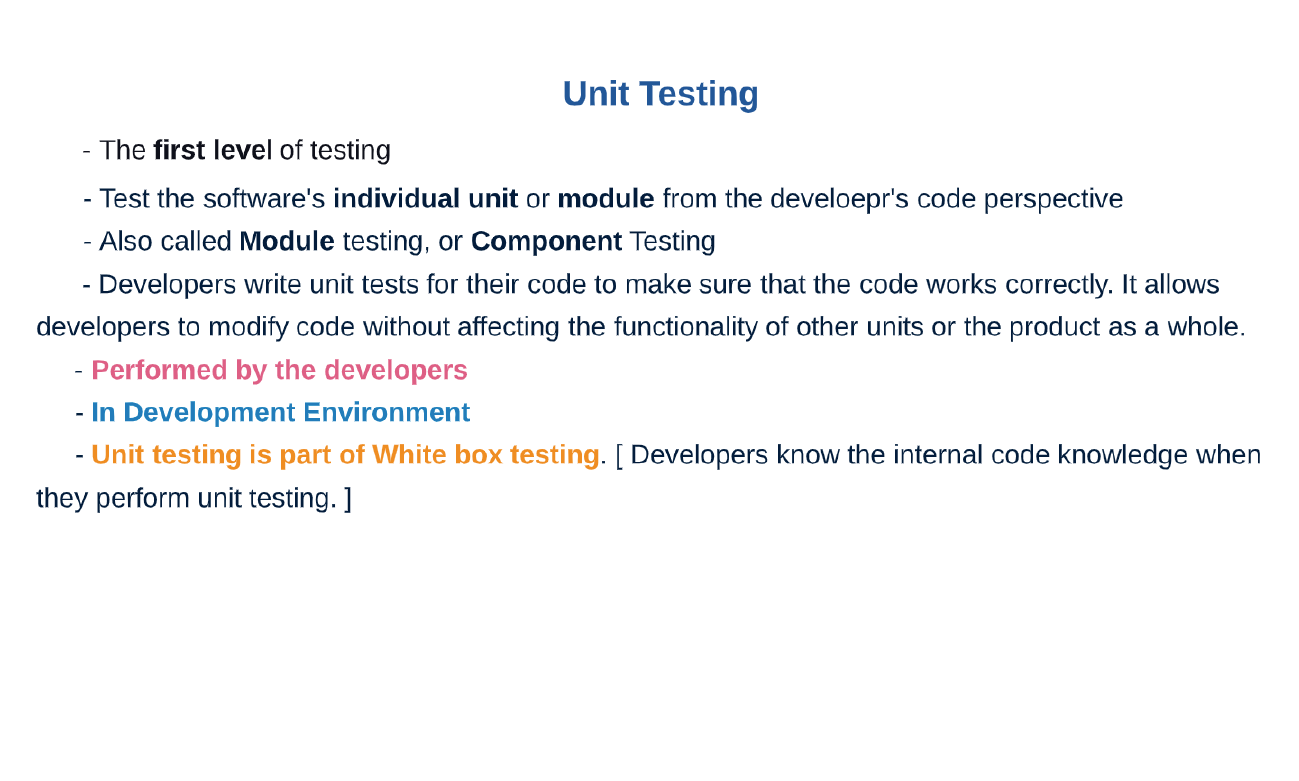 Unit Testing
- The first level of testing
- Test the software's individual unit or module from the develoepr's code perspective
- Also called Module testing, or Component Testing
- Developers write unit tests for their code to make sure that the code works correctly. It allows
developers to modify code without affecting the functionality of other units or the product as a whole.
- Performed by the developers
- In Development Environment
- Unit testing is part of White box testing. [ Developers know the internal code knowledge when
they perform unit testing. ]